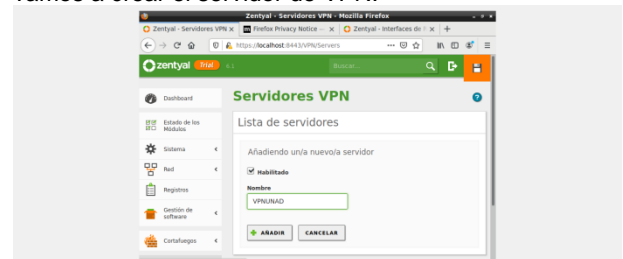 Vamos a crear el servidor de VPN.
Zentyal - Servidores VPN - Mozilla Firefox
Zentyal - Servidores VPN
Firefox Privacy Notice —
Zentyal - Interfaces de
https://localhost:8443/VPN/Servers
zentyal Trial 6.1 Buscar...
Dashboard
Estado de los
Módulos
Sistema
Red
Registros
Gestión de
software
Cortafuegos
Servidores VPN
Lista de servidores
Añadiendo un/a nuevo/a servidor
Habilitado
Nombre
VPNUNAD
AÑADIR
CANCELAR